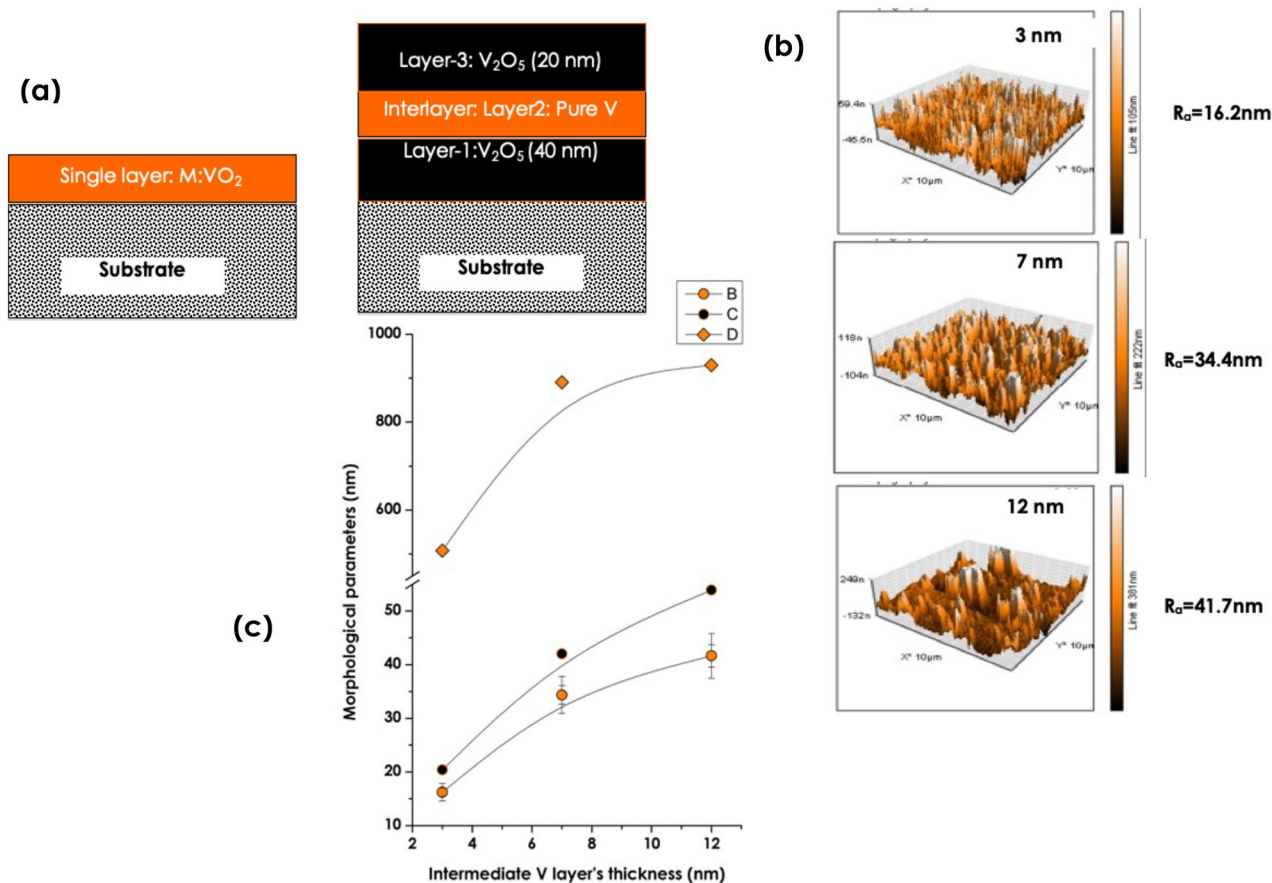 (a)
Single layer: M:VO₂
Substrate
Layer-3: V₂O₅ (20 nm)
Interlayer: Layer2: Pure V
Layer-1:V₂O₅ (40 nm)
Substrate
(b)
3 nm
59.4n
-45.5n
X* 10µm
Y* 10µm
Line fit 105nm
Rₐ=16.2nm
7 nm
118n
-104n
X* 10µm
Y* 10µm
Line fit 222nm
Rₐ=34.4nm
12 nm
249n
-132n
X* 10µm
Y* 10µm
Line fit 381nm
Rₐ=41.7nm
(c)
B
C
D
Morphological parameters (nm)
1000
800
600
50
40
30
20
10
2 4 6 8 10 12
Intermediate V layer's thickness (nm)